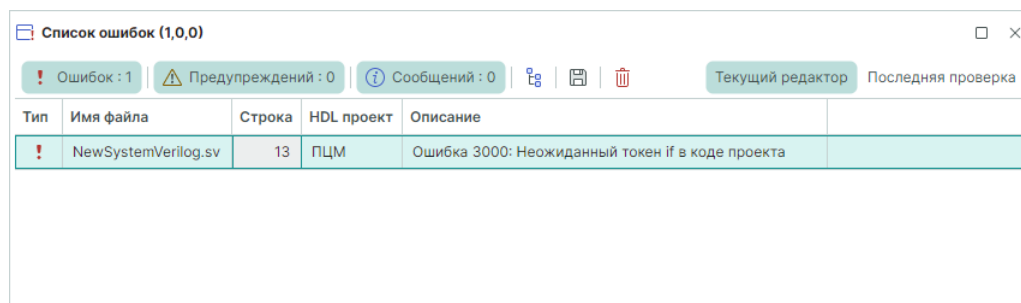 Список ошибок (1,0,0)
Ошибок : 1 Предупреждений : 0 Сообщений : 0 Текущий редактор Последняя проверка
Тип Имя файла Строка HDL проект Описание
NewSystemVerilog.sv 13 ПЦМ Ошибка 3000: Неожиданный токен if в коде проекта